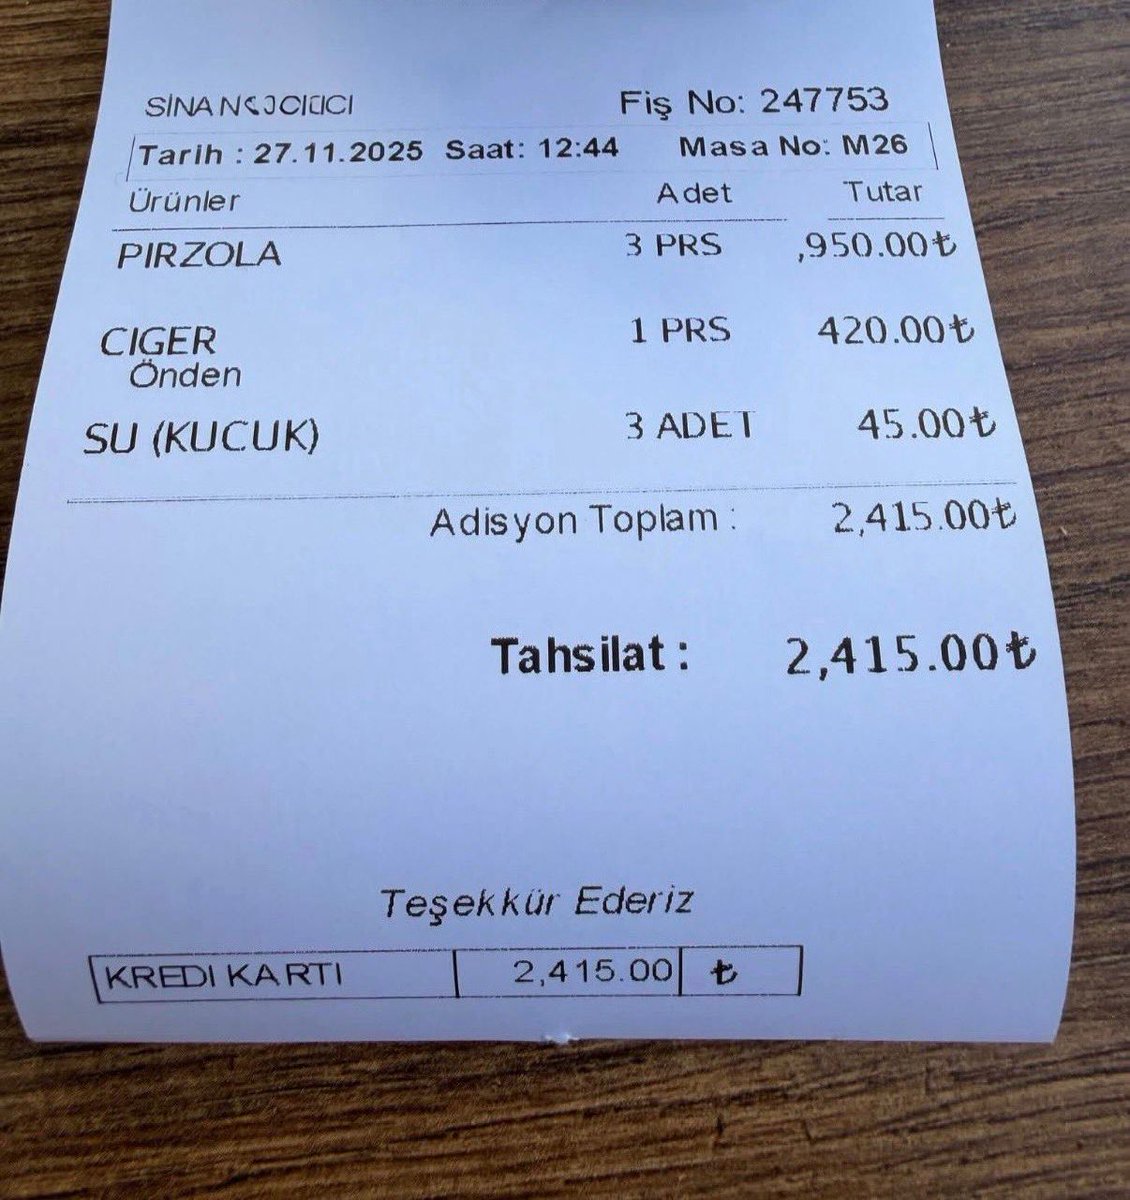 SİNAN
Fiş No: 247753
Tarih : 27.11.2025 Saat: 12:44 Masa No: M26
Ürünler Adet Tutar
PIRZOLA 3 PRS ,950.00₺
CIGER 1 PRS 420.00₺
Önden
SU (KUCUK) 3 ADET 45.00₺
Adisyon Toplam : 2,415.00₺
Tahsilat : 2,415.00₺
Teşekkür Ederiz
KREDI KARTI 2,415.00 ₺